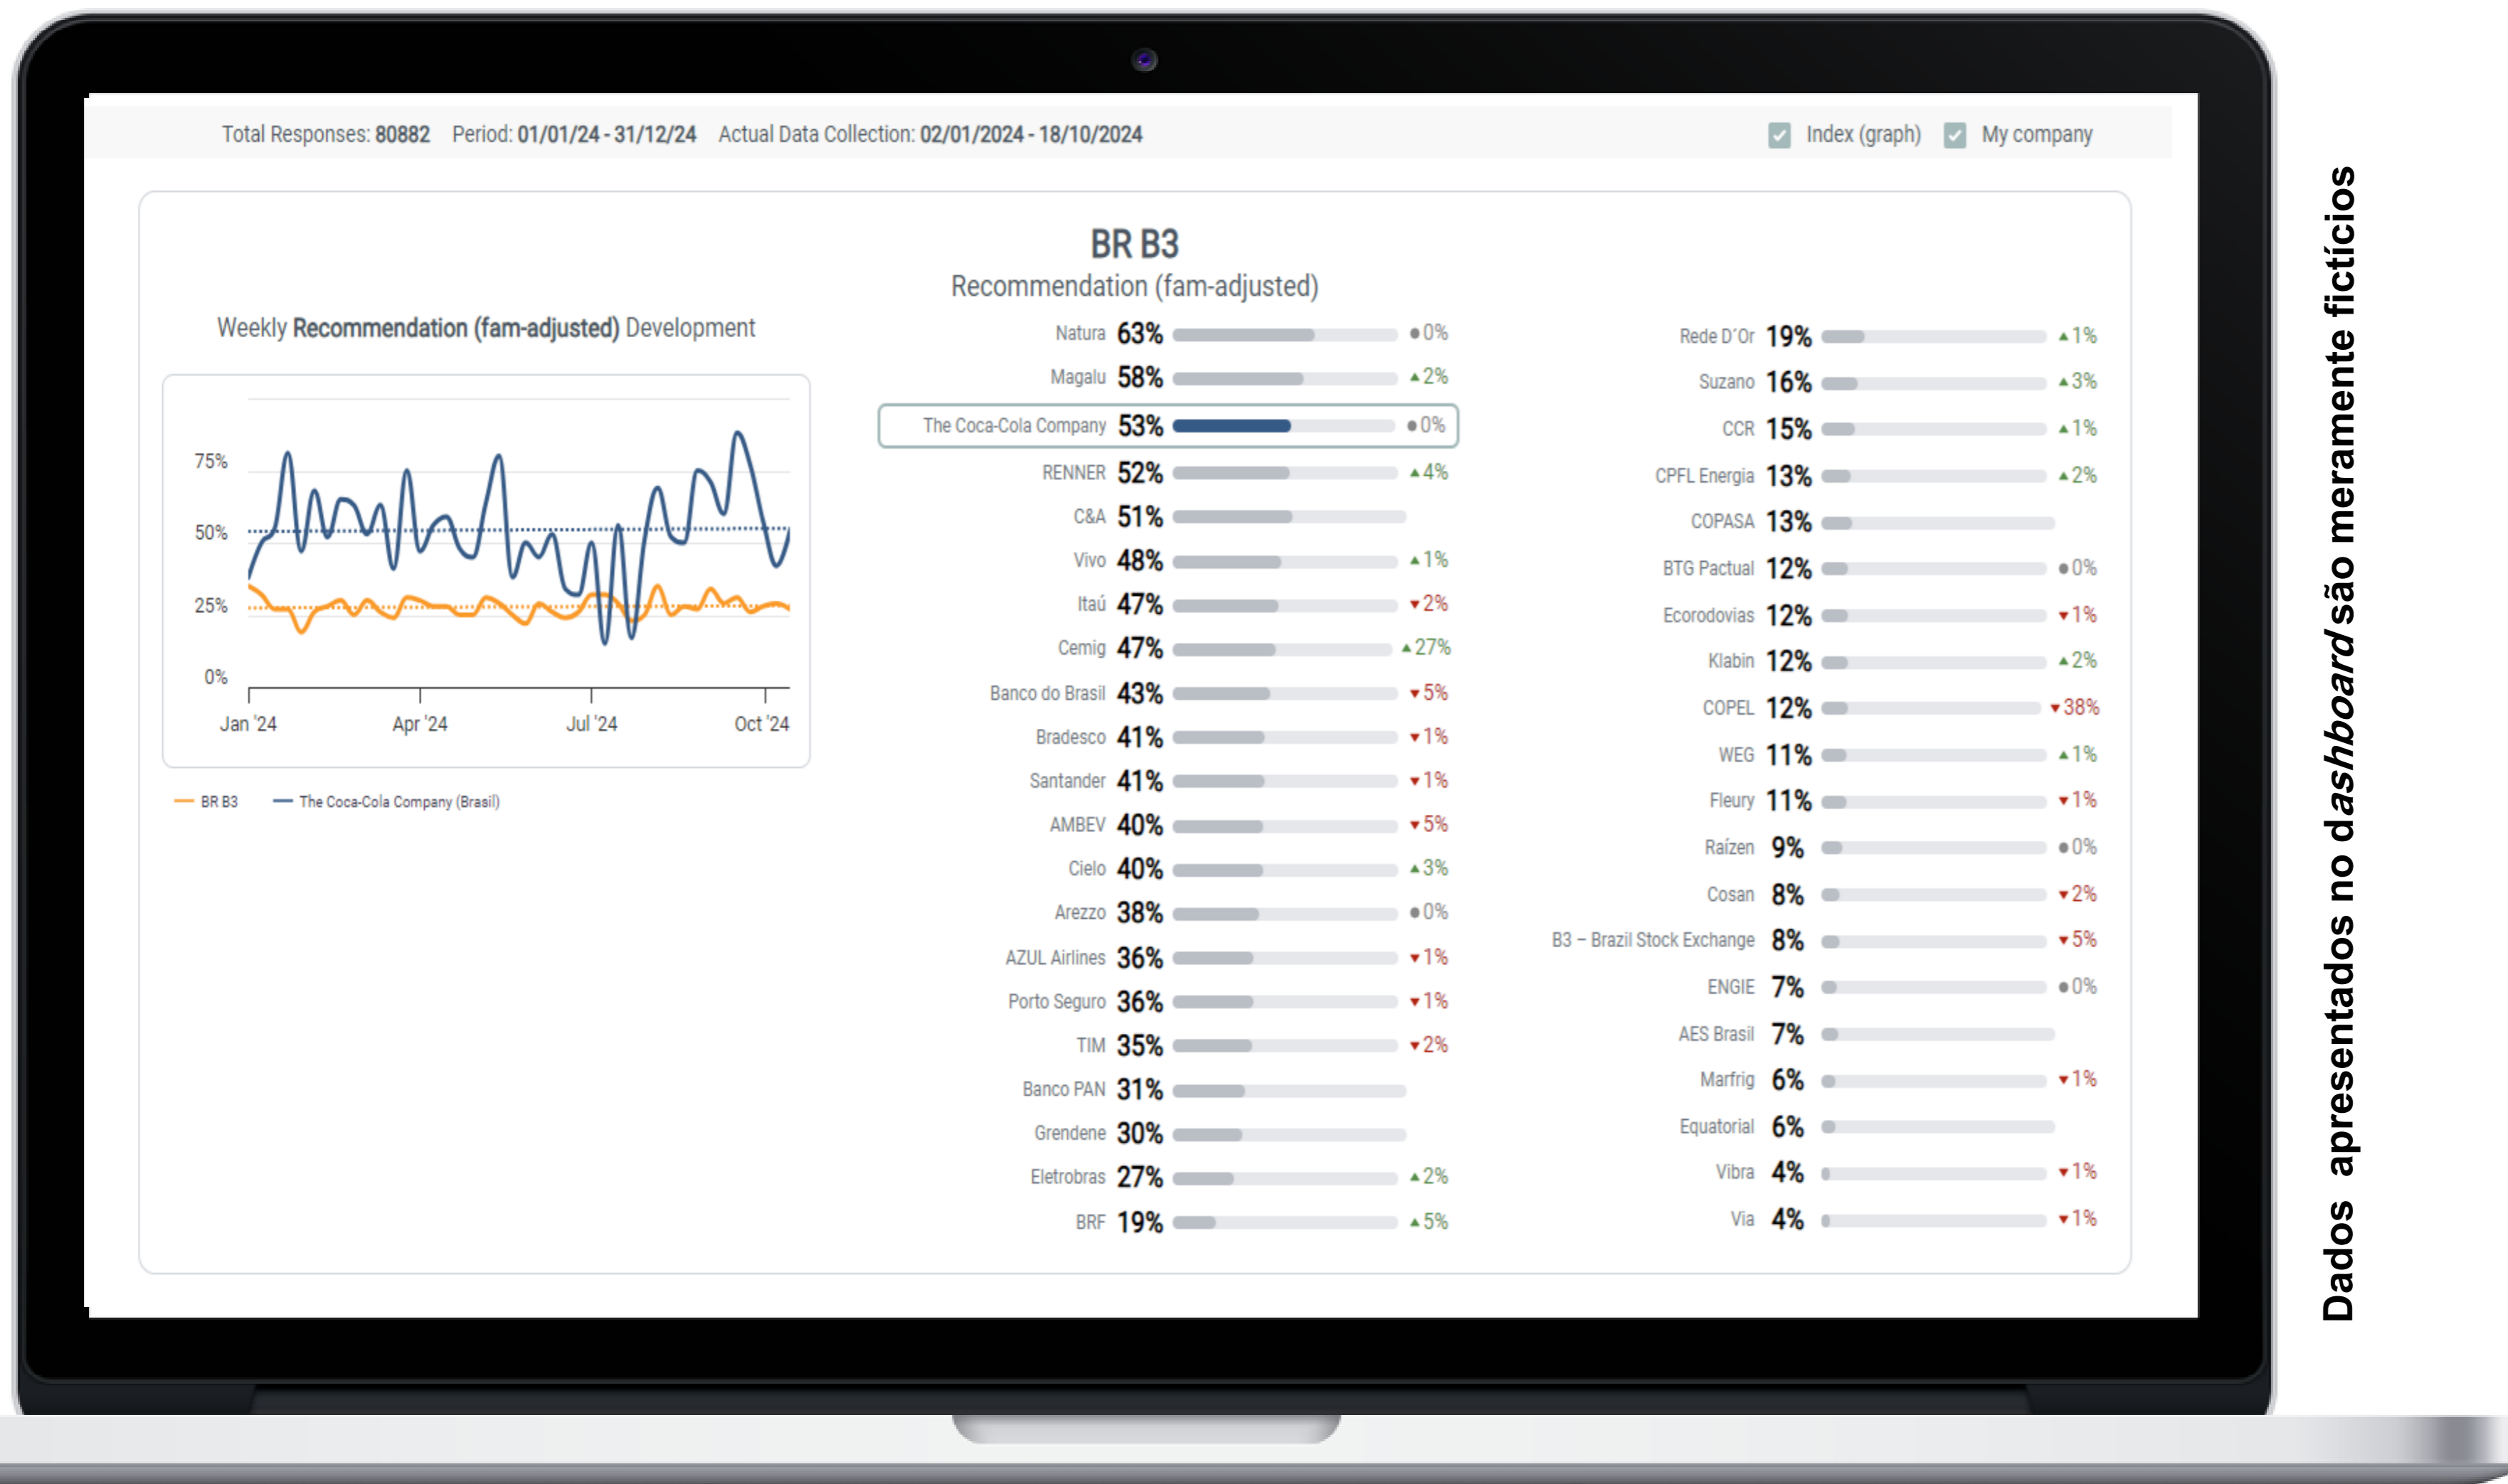 Total Responses: 80882 Period: 01/01/24 - 31/12/24 Actual Data Collection: 02/01/2024 - 18/10/2024
Index (graph) My company
BR B3
Recommendation (fam-adjusted)
Weekly Recommendation (fam-adjusted) Development
75%
50%
25%
0%
Jan '24 Apr '24 Jul '24 Oct '24
BR B3 The Coca-Cola Company (Brasil)
Natura 63% ●0%
Magalu 58% ▲2%
The Coca-Cola Company 53% ●0%
RENNER 52% ▲4%
C&A 51%
Vivo 48% ▲1%
Itaú 47% ▼2%
Cemig 47% ▲27%
Banco do Brasil 43% ▼5%
Bradesco 41% ▼1%
Santander 41% ▼1%
AMBEV 40% ▼5%
Cielo 40% ▲3%
Arezzo 38% ●0%
AZUL Airlines 36% ▼1%
Porto Seguro 36% ▼1%
TIM 35% ▼2%
Banco PAN 31%
Grendene 30%
Eletrobras 27% ▲2%
BRF 19% ▲5%
Rede D´Or 19% ▲1%
Suzano 16% ▲3%
CCR 15% ▲1%
CPFL Energia 13% ▲2%
COPASA 13%
BTG Pactual 12% ●0%
Ecorodovias 12% ▼1%
Klabin 12% ▲2%
COPEL 12% ▼38%
WEG 11% ▲1%
Fleury 11% ▼1%
Raízen 9% ●0%
Cosan 8% ▼2%
B3 – Brazil Stock Exchange 8% ▼5%
ENGIE 7% ●0%
AES Brasil 7%
Marfrig 6% ▼1%
Equatorial 6%
Vibra 4% ▼1%
Via 4% ▼1%
Dados apresentados no dashboard são meramente fictícios